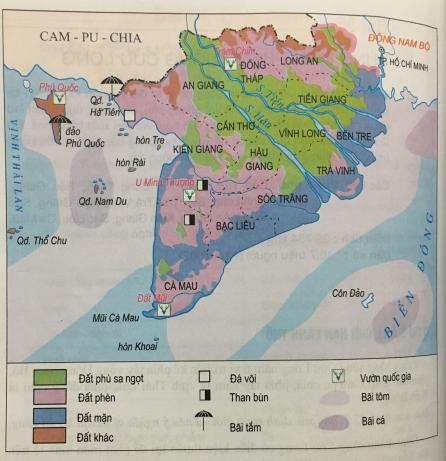 CAM - PU - CHIA
ĐÔNG NAM BỘ
TP. HỒ CHÍ MINH
Tràm Chim
LONG AN
ĐỒNG
THÁP
AN GIANG
S. Tiền
TIỀN GIANG
S. Hậu
CẦN THƠ
VĨNH LONG
BẾN TRE
Phú Quốc
đảo
Phú Quốc
Qđ.
Hà Tiên
hòn Tre
KIÊN GIANG
HẬU
GIANG
TRÀ VINH
hòn Rái
U Minh Thượng
SÓC TRĂNG
Qđ. Nam Du
BẠC LIÊU
VỊNH THÁI LAN
Qđ. Thổ Chu
CÀ MAU
Đất Mũi
Mũi Cà Mau
Côn Đảo
BIỂN ĐÔNG
hòn Khoai
Đất phù sa ngọt
Đất phèn
Đất mặn
Đất khác
Đá vôi
Than bùn
Bãi tắm
Vườn quốc gia
Bãi tôm
Bãi cá